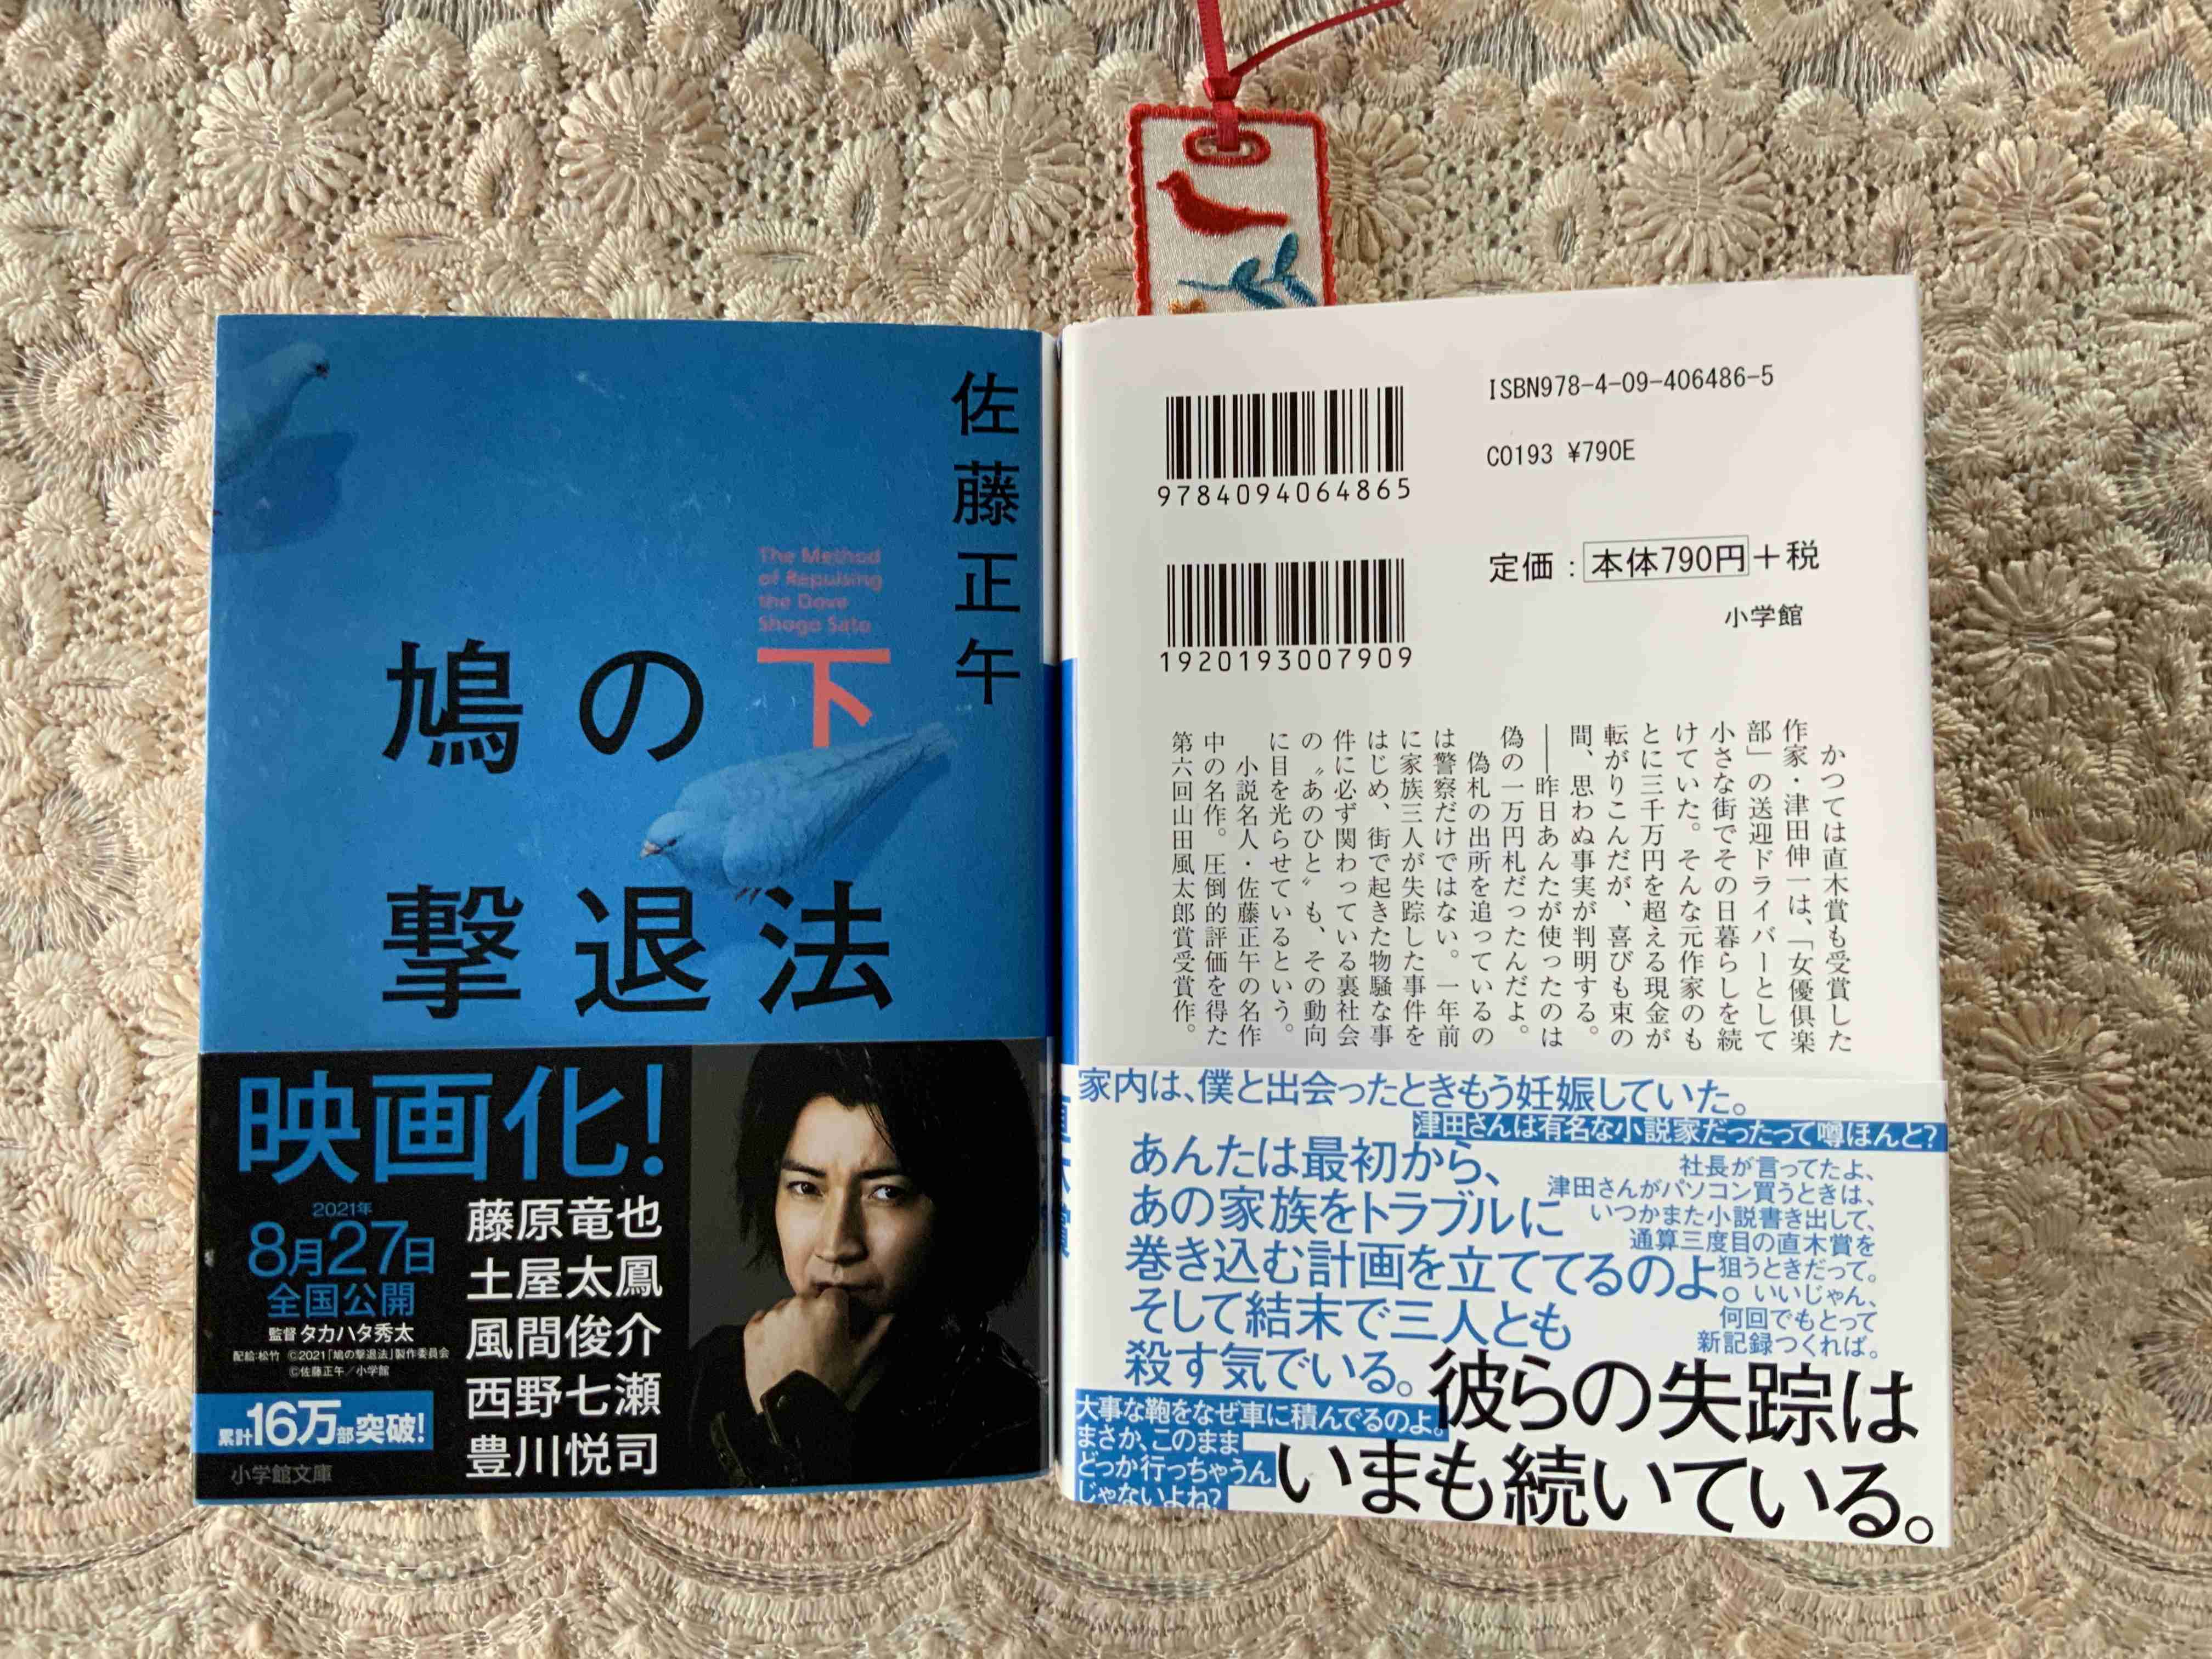 佐藤正午
The Method
of Repulsing
the Dove
Shogo Sato
鳩の
下
撃退法
映画化!
2021年
8月27日
全国公開
監督 タカハタ秀太
配給:松竹 ©2021「鳩の撃退法」製作委員会
©佐藤正午/小学館
累計16万部突破!
小学館文庫
藤原竜也
土屋太鳳
風間俊介
西野七瀬
豊川悦司
ISBN978-4-09-406486-5
9784094064865
C0193 ¥790E
定価:本体790円+税
小学館
1920193007909
かつては直木賞も受賞した
作家・津田伸一は、「女優倶楽
部」の送迎ドライバーとして
小さな街でその日暮らしを続
けていた。そんな元作家のも
とに三千万円を超える現金が
転がりこんだが、喜びも束の
間、思わぬ事実が判明する。
――昨日あんたが使ったのは
偽の一万円札だったんだよ。
偽札の出所を追っているの
は警察だけではない。一年前
に家族三人が失踪した事件を
はじめ、街で起きた物騒な事
件に必ず関わっている裏社会
の〝あのひと〟も、その動向
に目を光らせているという。
小説名人・佐藤正午の名作
中の名作。圧倒的評価を得た
第六回山田風太郎賞受賞作。
家内は、僕と出会ったときもう妊娠していた。
津田さんは有名な小説家だったって噂ほんと?
あんたは最初から、
あの家族をトラブルに
巻き込む計画を立ててるのよ。
そして結末で三人とも
殺す気でいる。
社長が言ってたよ、
津田さんがパソコン買うときは、
いつかまた小説書き出して、
通算三度目の直木賞を
狙うときだって。
いいじゃん、
何回でもとって
新記録つくれば。
大事な鞄をなぜ車に積んでるのよ。
まさか、このまま
どっか行っちゃうん
じゃないよね?
彼らの失踪は
いまも続いている。